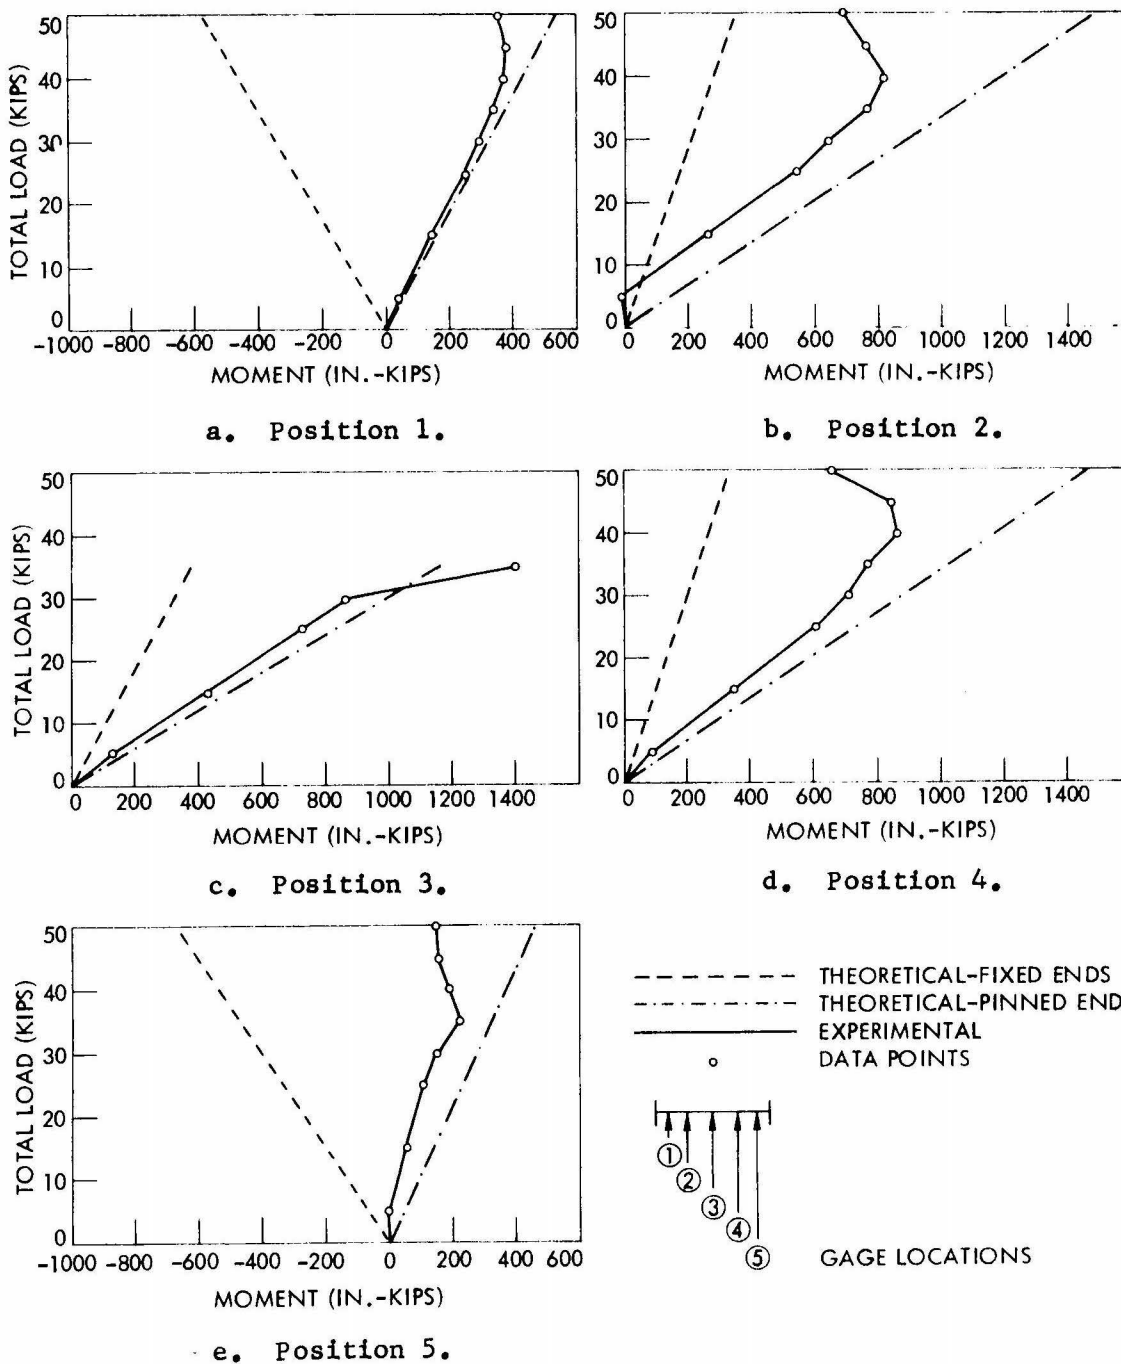 TOTAL LOAD (KIPS)
50
40
30
20
10
0
-1000 -800 -600 -400 -200 0 200 400 600
MOMENT (IN.-KIPS)
a. Position 1.
50
40
30
20
10
0
0 200 400 600 800 1000 1200 1400
MOMENT (IN.-KIPS)
b. Position 2.
TOTAL LOAD (KIPS)
50
40
30
20
10
0
0 200 400 600 800 1000 1200 1400
MOMENT (IN.-KIPS)
c. Position 3.
50
40
30
20
10
0
0 200 400 600 800 1000 1200 1400
MOMENT (IN.-KIPS)
d. Position 4.
TOTAL LOAD (KIPS)
50
40
30
20
10
0
-1000 -800 -600 -400 -200 0 200 400 600
MOMENT (IN.-KIPS)
e. Position 5.
THEORETICAL-FIXED ENDS
THEORETICAL-PINNED END
EXPERIMENTAL
DATA POINTS
1
2
3
4
5
GAGE LOCATIONS